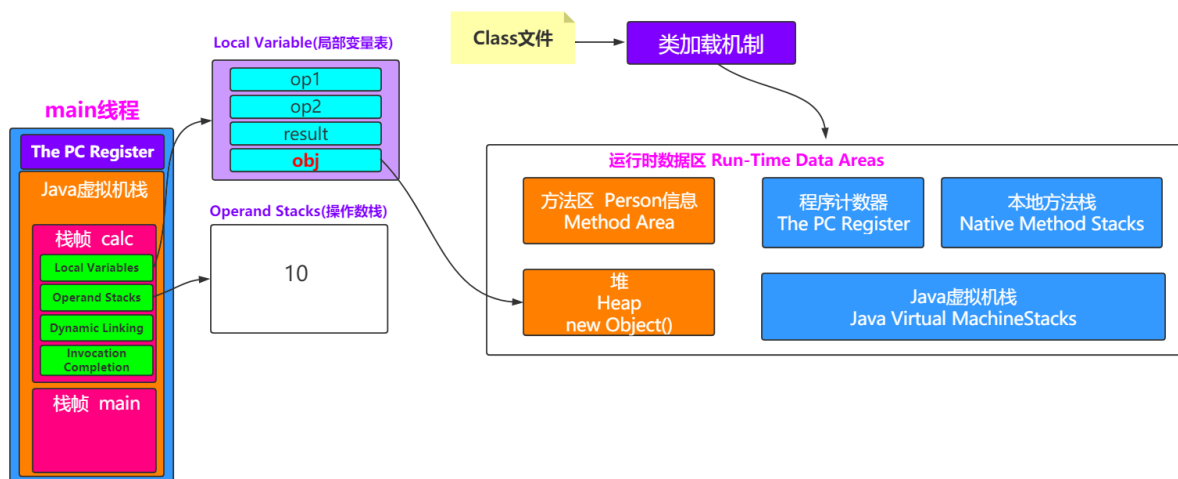 main线程
The PC Register
Java虚拟机栈
栈帧 calc
Local Variables
Operand Stacks
Dynamic Linking
Invocation
Completion
栈帧 main
Local Variable(局部变量表)
op1
op2
result
obj
Operand Stacks(操作数栈)
10
Class文件
类加载机制
运行时数据区 Run-Time Data Areas
方法区 Person信息
Method Area
程序计数器
The PC Register
本地方法栈
Native Method Stacks
堆
Heap
new Object()
Java虚拟机栈
Java Virtual MachineStacks